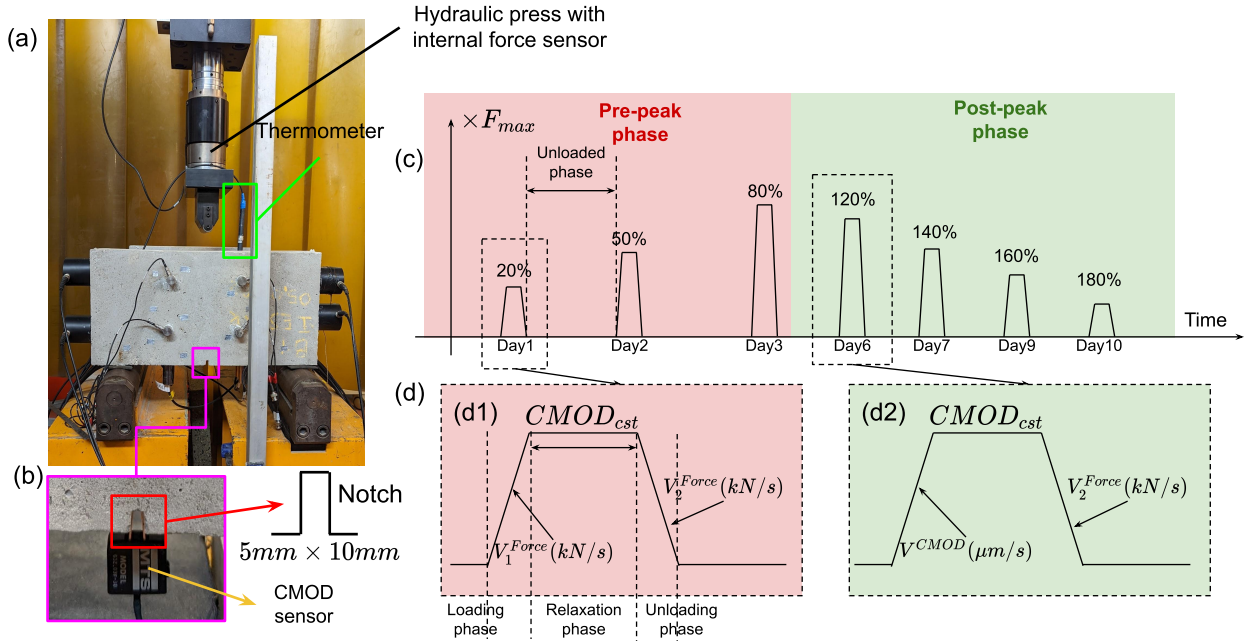 (a)
Hydraulic press with
internal force sensor
Thermometer
(b)
Notch
5mm × 10mm
CMOD
sensor
MTS
MODEL
(c)
× F_max
Pre-peak
phase
Post-peak
phase
Unloaded
phase
20%
50%
80%
120%
140%
160%
180%
Time
Day1
Day2
Day3
Day6
Day7
Day9
Day10
(d)
(d1)
CMOD_cst
V_1^Force(kN/s)
V_2^Force(kN/s)
Loading
phase
Relaxation
phase
Unloading
phase
(d2)
CMOD_cst
V^CMOD(μm/s)
V_2^Force(kN/s)